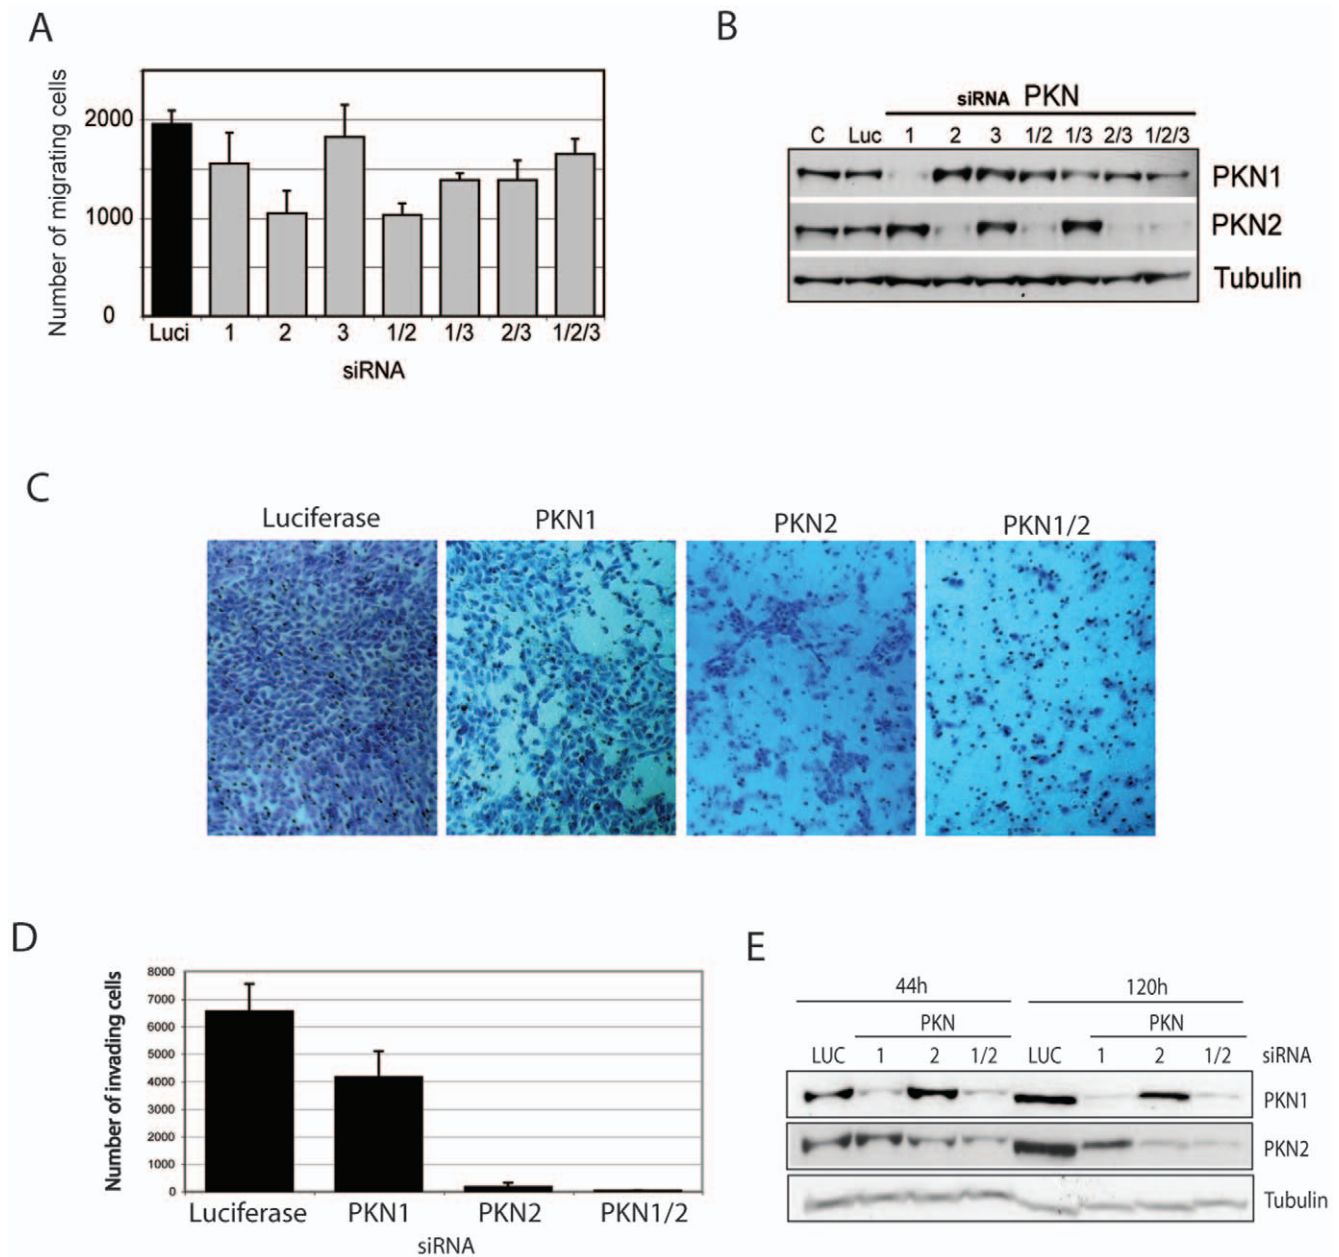 A
Number of migrating cells
2000
1000
0
Luci 1 2 3 1/2 1/3 2/3 1/2/3
siRNA
B
siRNA PKN
C Luc 1 2 3 1/2 1/3 2/3 1/2/3
PKN1
PKN2
Tubulin
C
Luciferase PKN1 PKN2 PKN1/2
D
Number of invading cells
8000
7000
6000
5000
4000
3000
2000
1000
0
Luciferase PKN1 PKN2 PKN1/2
siRNA
E
44h 120h
PKN PKN
LUC 1 2 1/2 LUC 1 2 1/2 siRNA
PKN1
PKN2
Tubulin